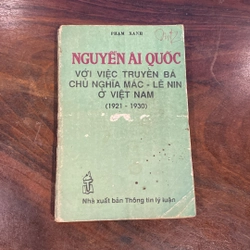 PHẠM XANH
NGUYỄN ÁI QUỐC
VỚI VIỆC TRUYỀN BÁ
CHỦ NGHĨA MÁC - LÊ NIN
Ở VIỆT NAM
(1921 - 1930)
Nhà xuất bản Thông tin lý luận